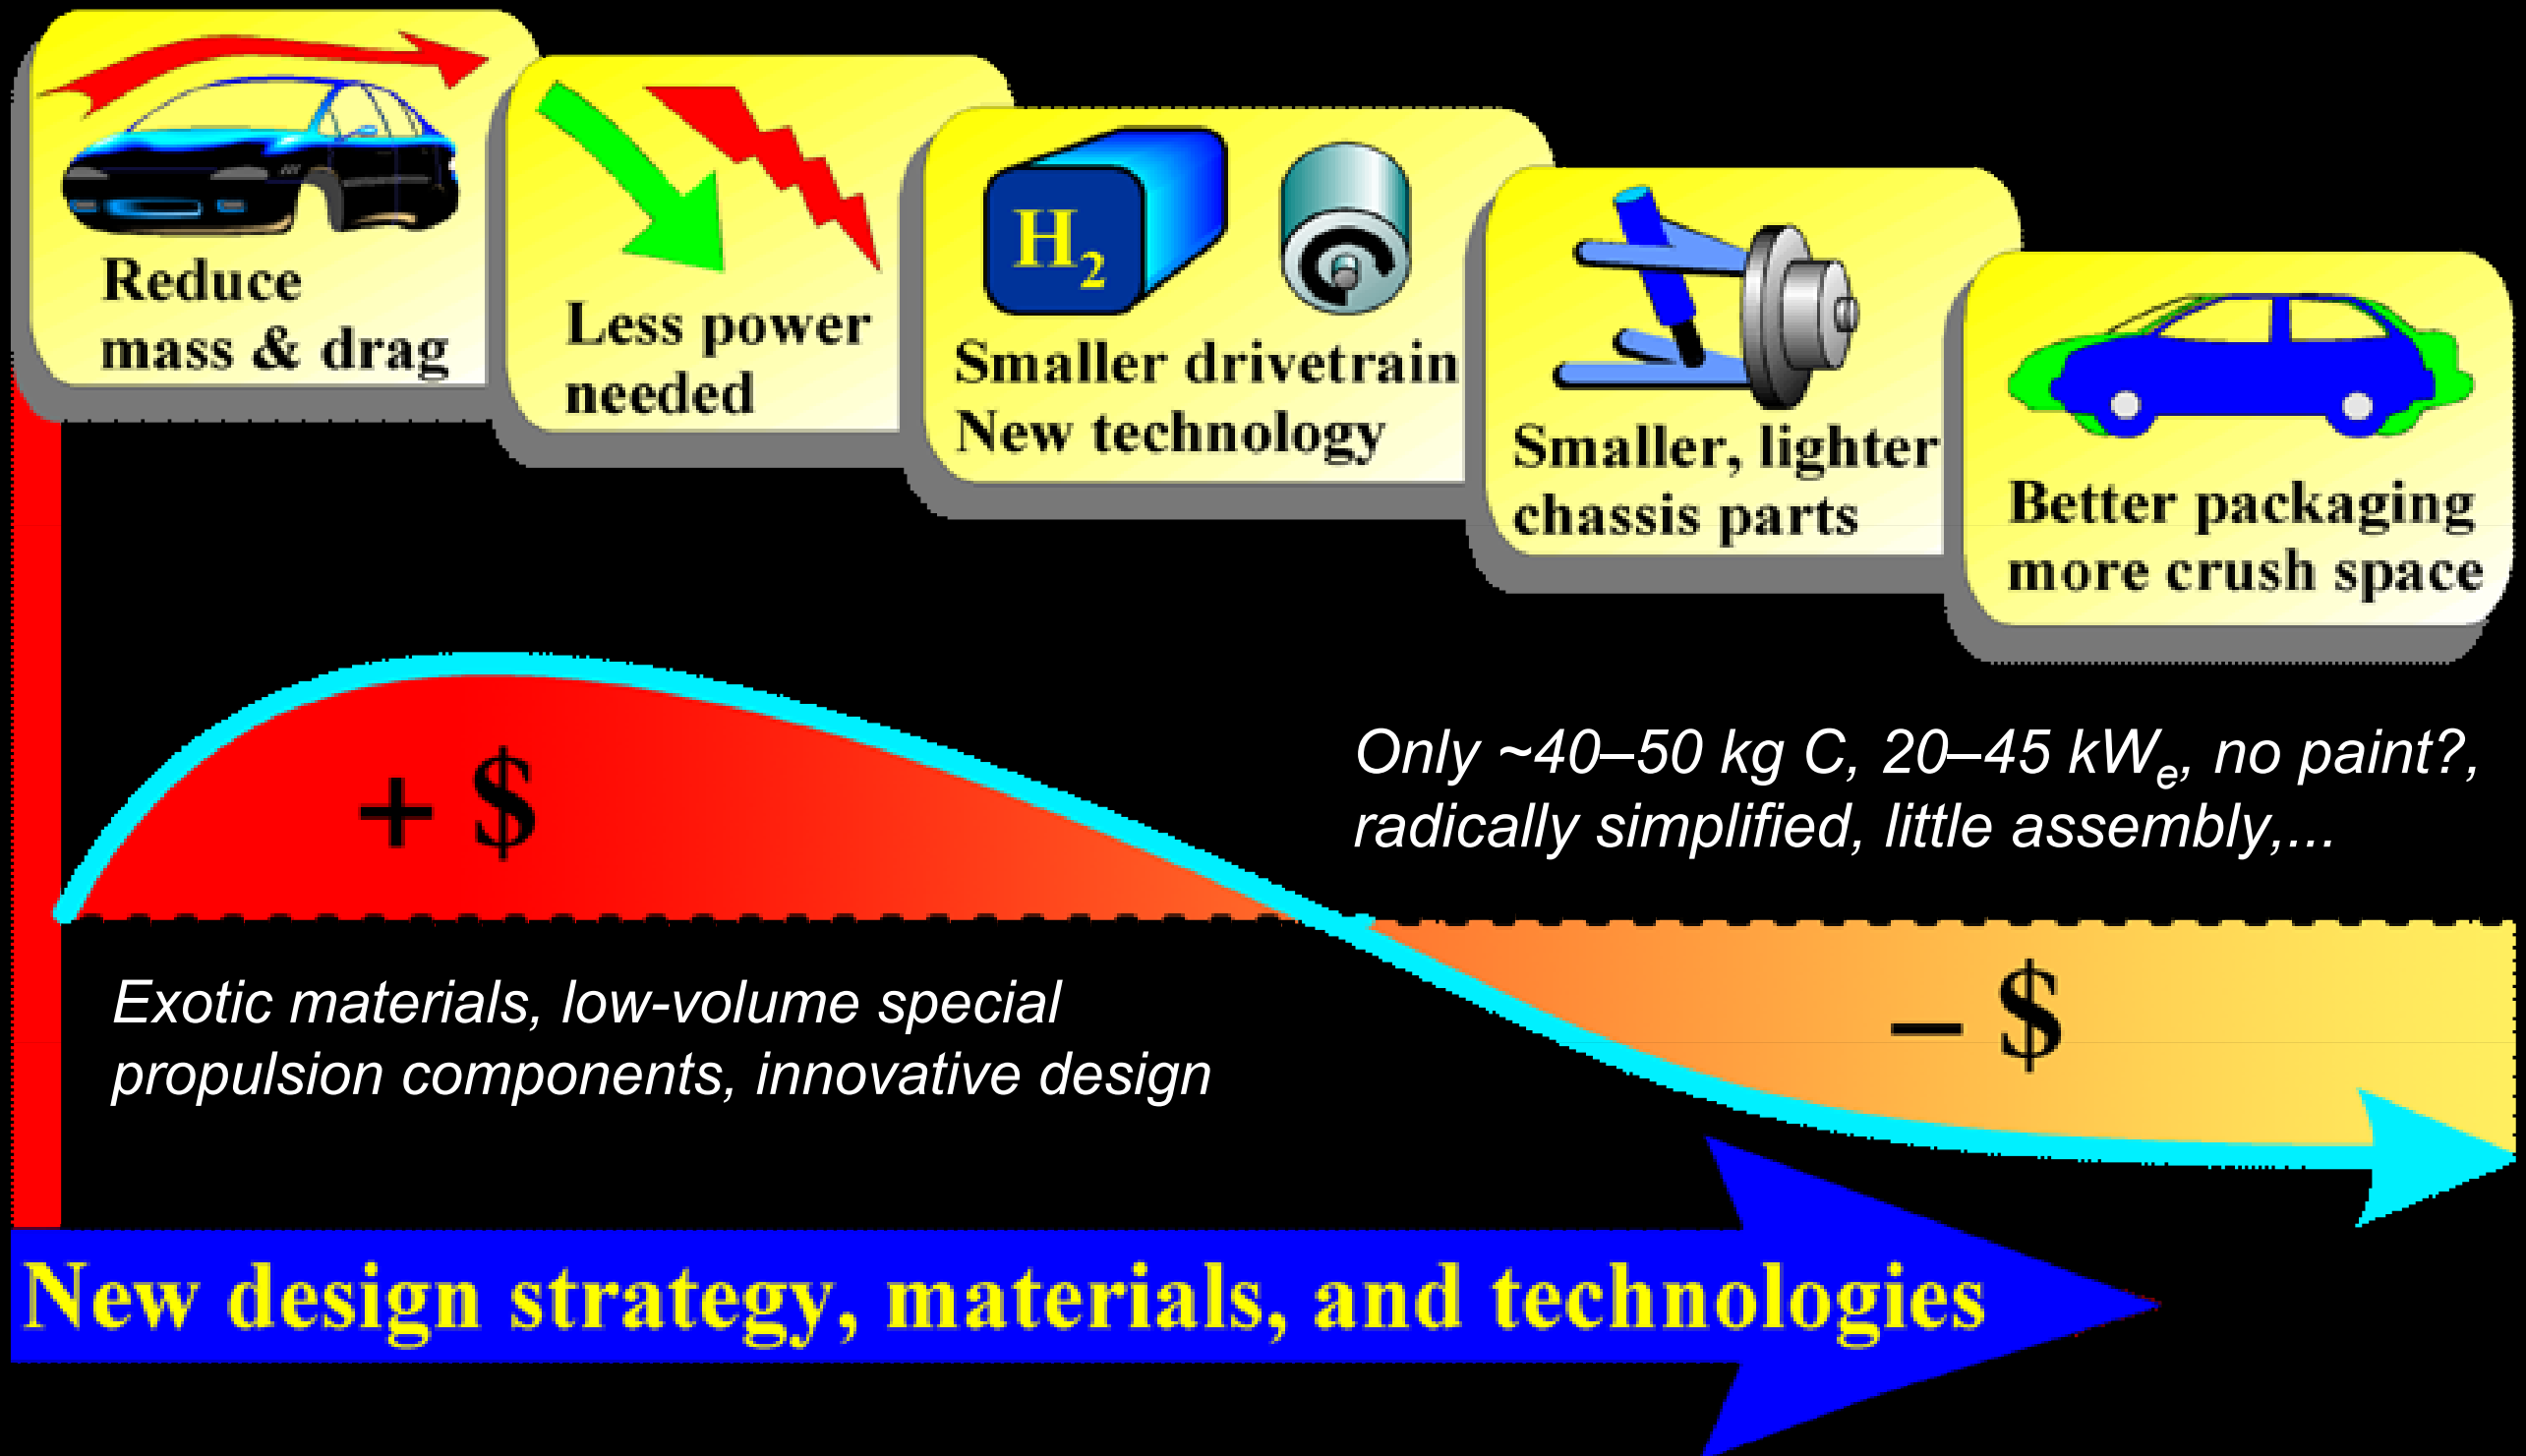 Reduce
mass & drag
Less power
needed
H₂
Smaller drivetrain
New technology
Smaller, lighter
chassis parts
Better packaging
more crush space
+ $
Only ~40–50 kg C, 20–45 kWₑ, no paint?,
radically simplified, little assembly,...
Exotic materials, low-volume special
propulsion components, innovative design
– $
New design strategy, materials, and technologies